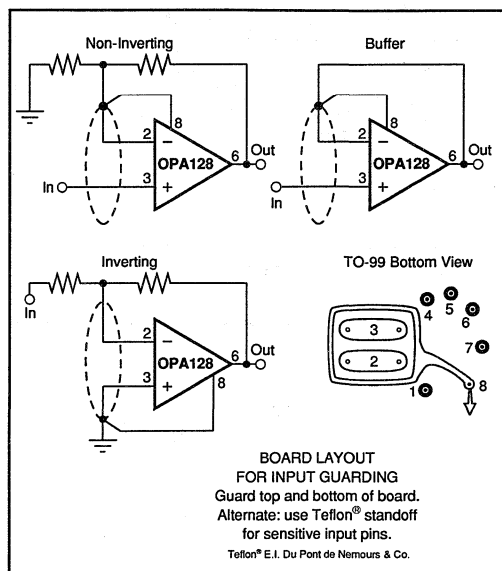 Non-Inverting
Buffer
8
2
−
OPA128
6
Out
3
+
In
8
2
−
OPA128
6
Out
3
+
In
Inverting
TO-99 Bottom View
In
2
−
OPA128
6
Out
3
+
8
4
5
6
7
3
2
1
8
BOARD LAYOUT
FOR INPUT GUARDING
Guard top and bottom of board.
Alternate: use Teflon® standoff
for sensitive input pins.
Teflon® E.I. Du Pont de Nemours & Co.